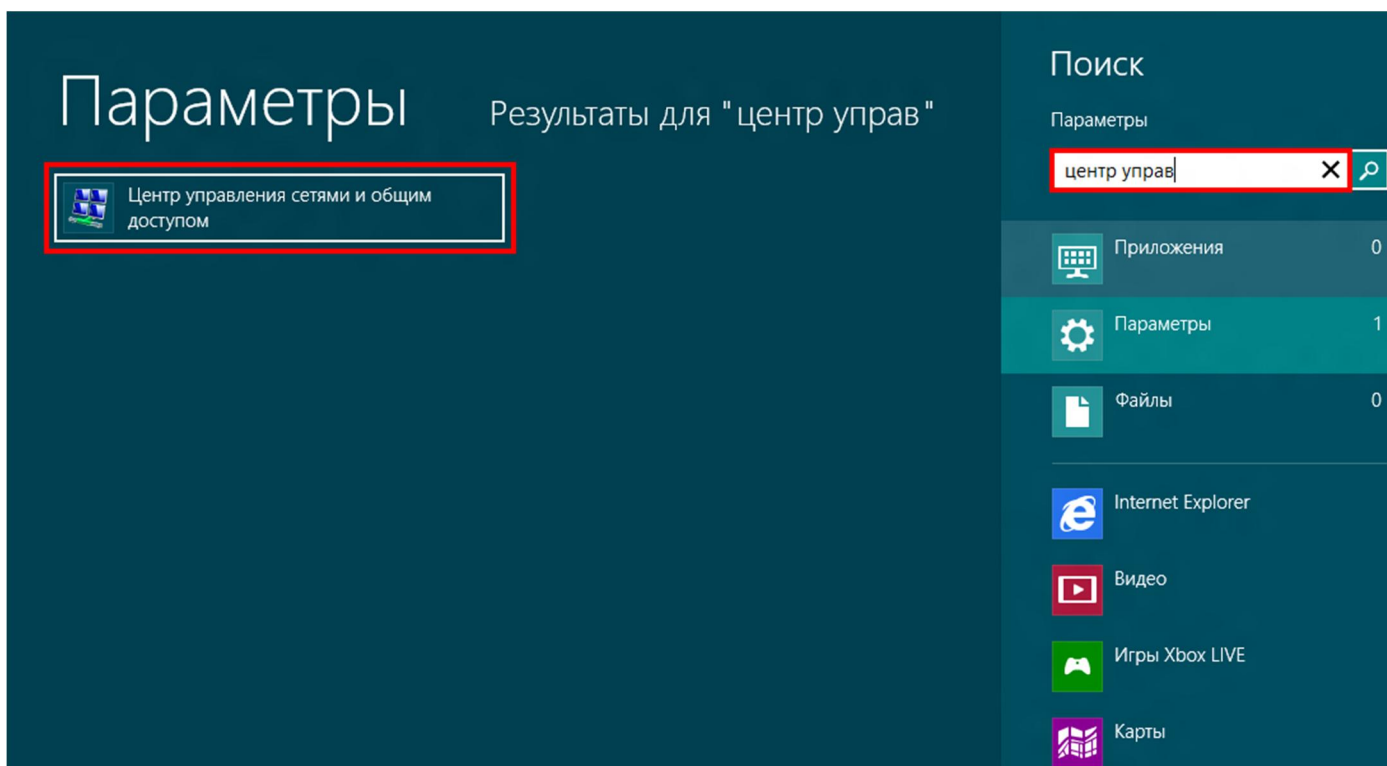 Параметры
Результаты для "центр управ"
Центр управления сетями и общим
доступом
Поиск
Параметры
центр управ
Приложения 0
Параметры 1
Файлы 0
Internet Explorer
Видео
Игры Xbox LIVE
Карты